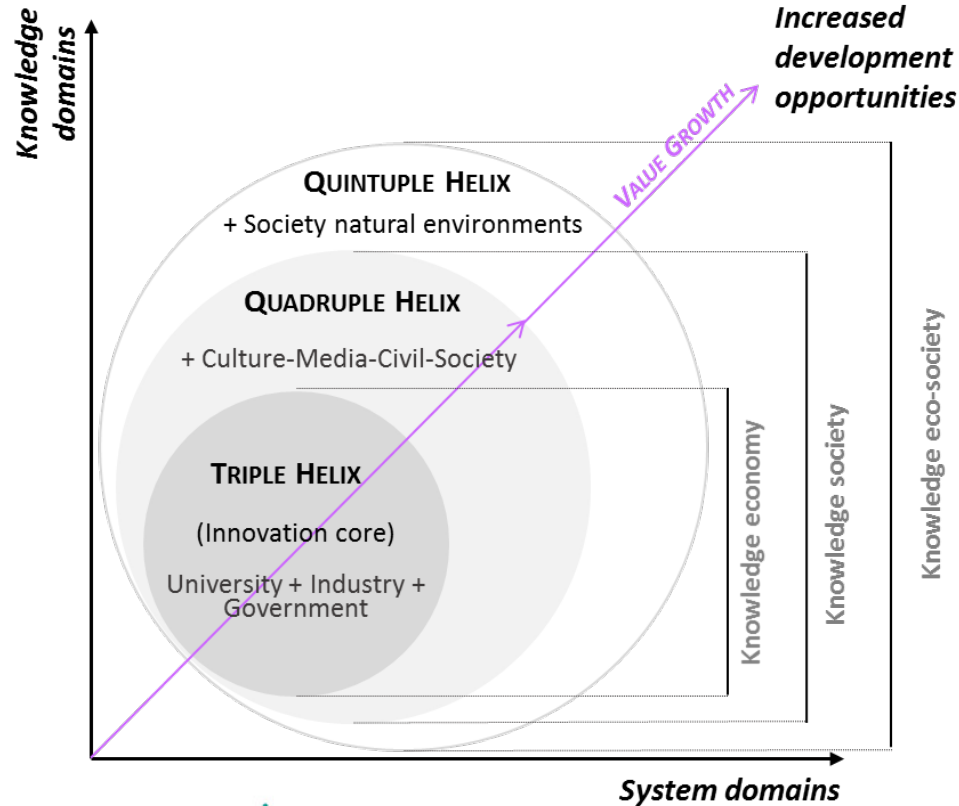 Knowledge
domains
Increased
development
opportunities
VALUE GROWTH
QUINTUPLE HELIX
+ Society natural environments
QUADRUPLE HELIX
+ Culture-Media-Civil-Society
TRIPLE HELIX
(Innovation core)
University + Industry +
Government
Knowledge economy
Knowledge society
Knowledge eco-society
System domains